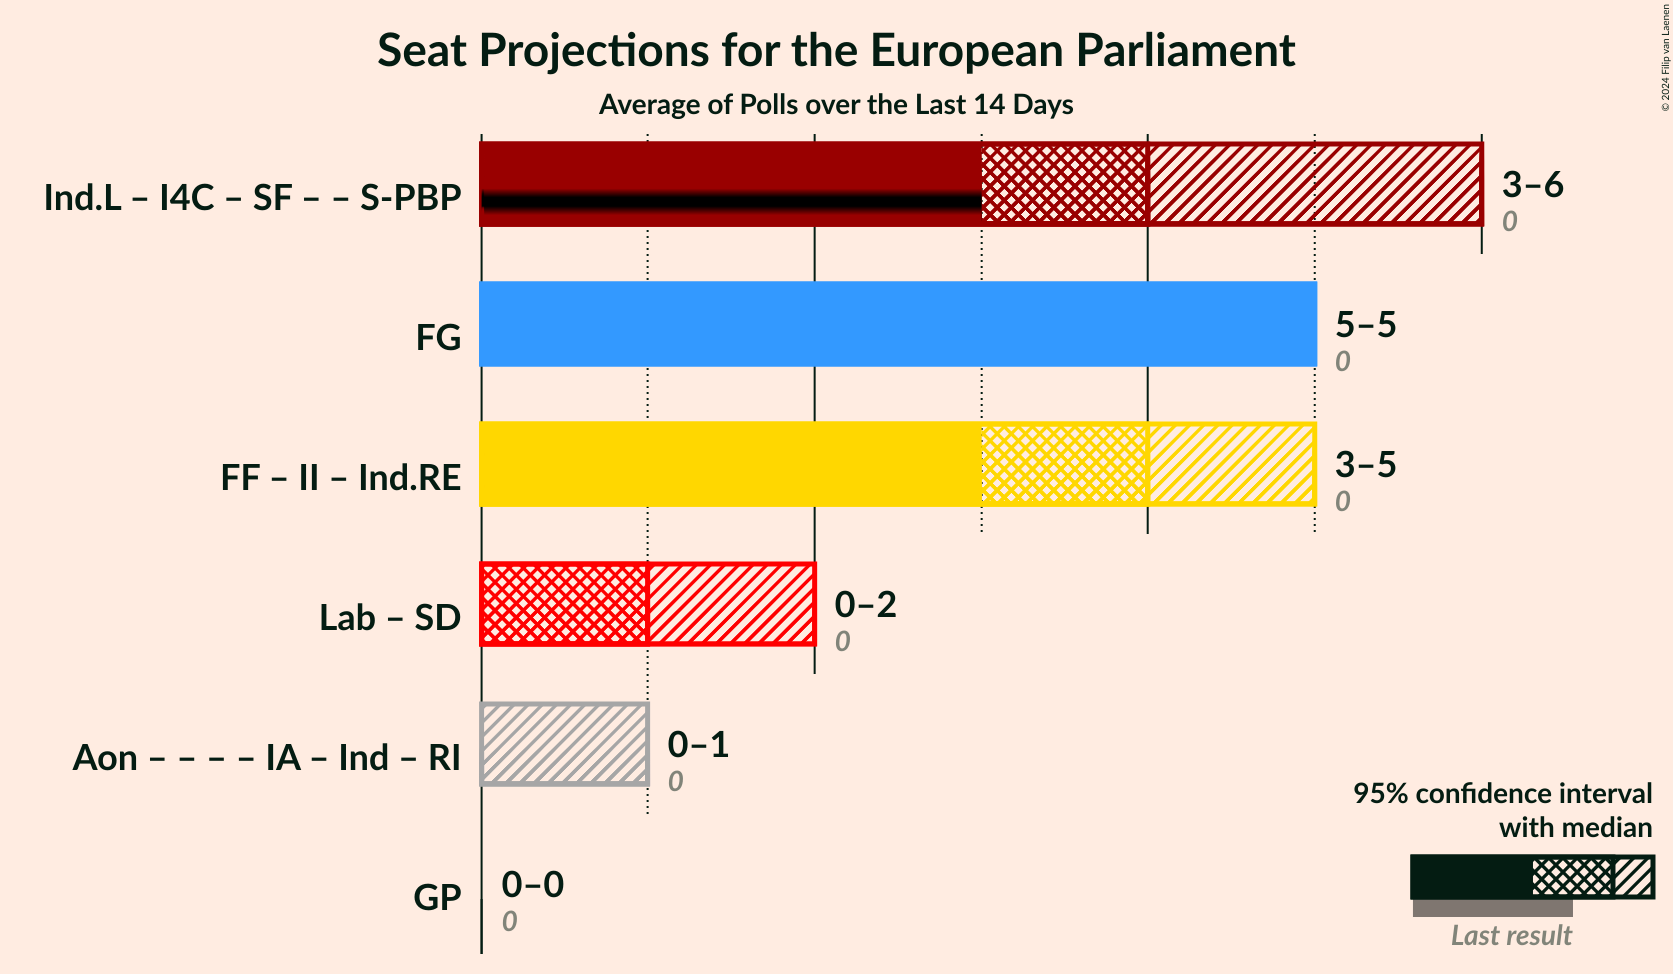 Seat Projections for the European Parliament
Average of Polls over the Last 14 Days
© 2024 Filip van Laenen
Ind.L – I4C – SF – – S-PBP
3–6
0
FG
5–5
0
FF – II – Ind.RE
3–5
0
Lab – SD
0–2
0
Aon – – – – IA – Ind – RI
0–1
0
GP
0–0
0
95% confidence interval
with median
Last result